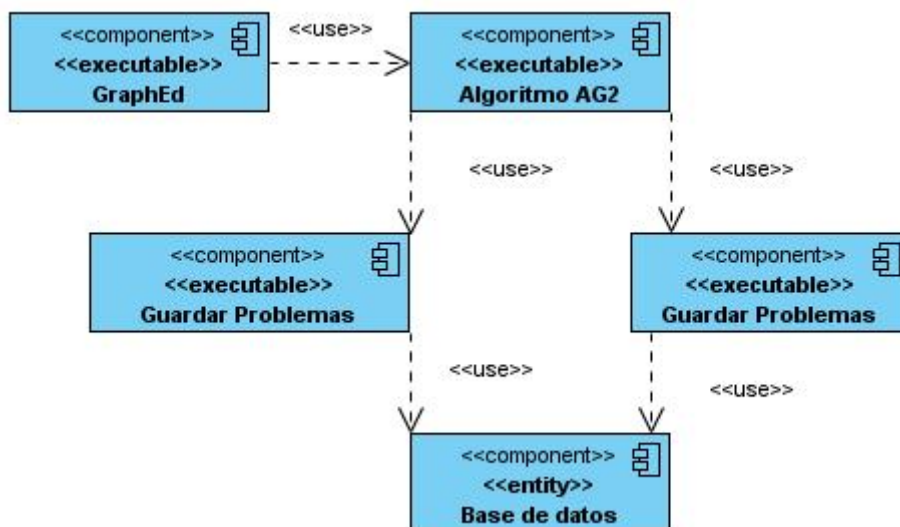 <<component>>
<<executable>>
GraphEd
<<use>>
<<component>>
<<executable>>
Algoritmo AG2
<<use>>
<<use>>
<<component>>
<<executable>>
Guardar Problemas
<<component>>
<<executable>>
Guardar Problemas
<<use>>
<<use>>
<<component>>
<<entity>>
Base de datos